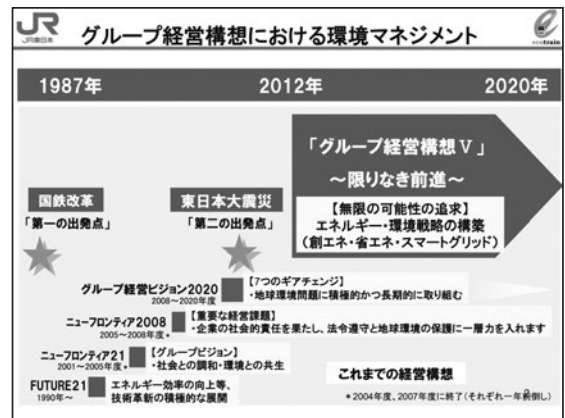 JR
JR東日本
グループ経営構想における環境マネジメント
ecotrain
1987年
2012年
2020年
「グループ経営構想Ⅴ」
~限りなき前進~
【無限の可能性の追求】
エネルギー・環境戦略の構築
(創エネ・省エネ・スマートグリッド)
国鉄改革
「第一の出発点」
東日本大震災
「第二の出発点」
グループ経営ビジョン2020
2008~2020年度
【7つのギアチェンジ】
・地球環境問題に積極的かつ長期的に取り組む
ニューフロンティア2008
2005~2008年度*
【重要な経営課題】
・企業の社会的責任を果たし、法令遵守と地球環境の保護に一層力を入れます
ニューフロンティア21
2001~2005年度*
【グループビジョン】
・社会との調和・環境との共生
FUTURE21
1990年~
エネルギー効率の向上等、
技術革新の積極的な展開
これまでの経営構想
*2004年度、2007年度に終了(それぞれ一年前倒し)